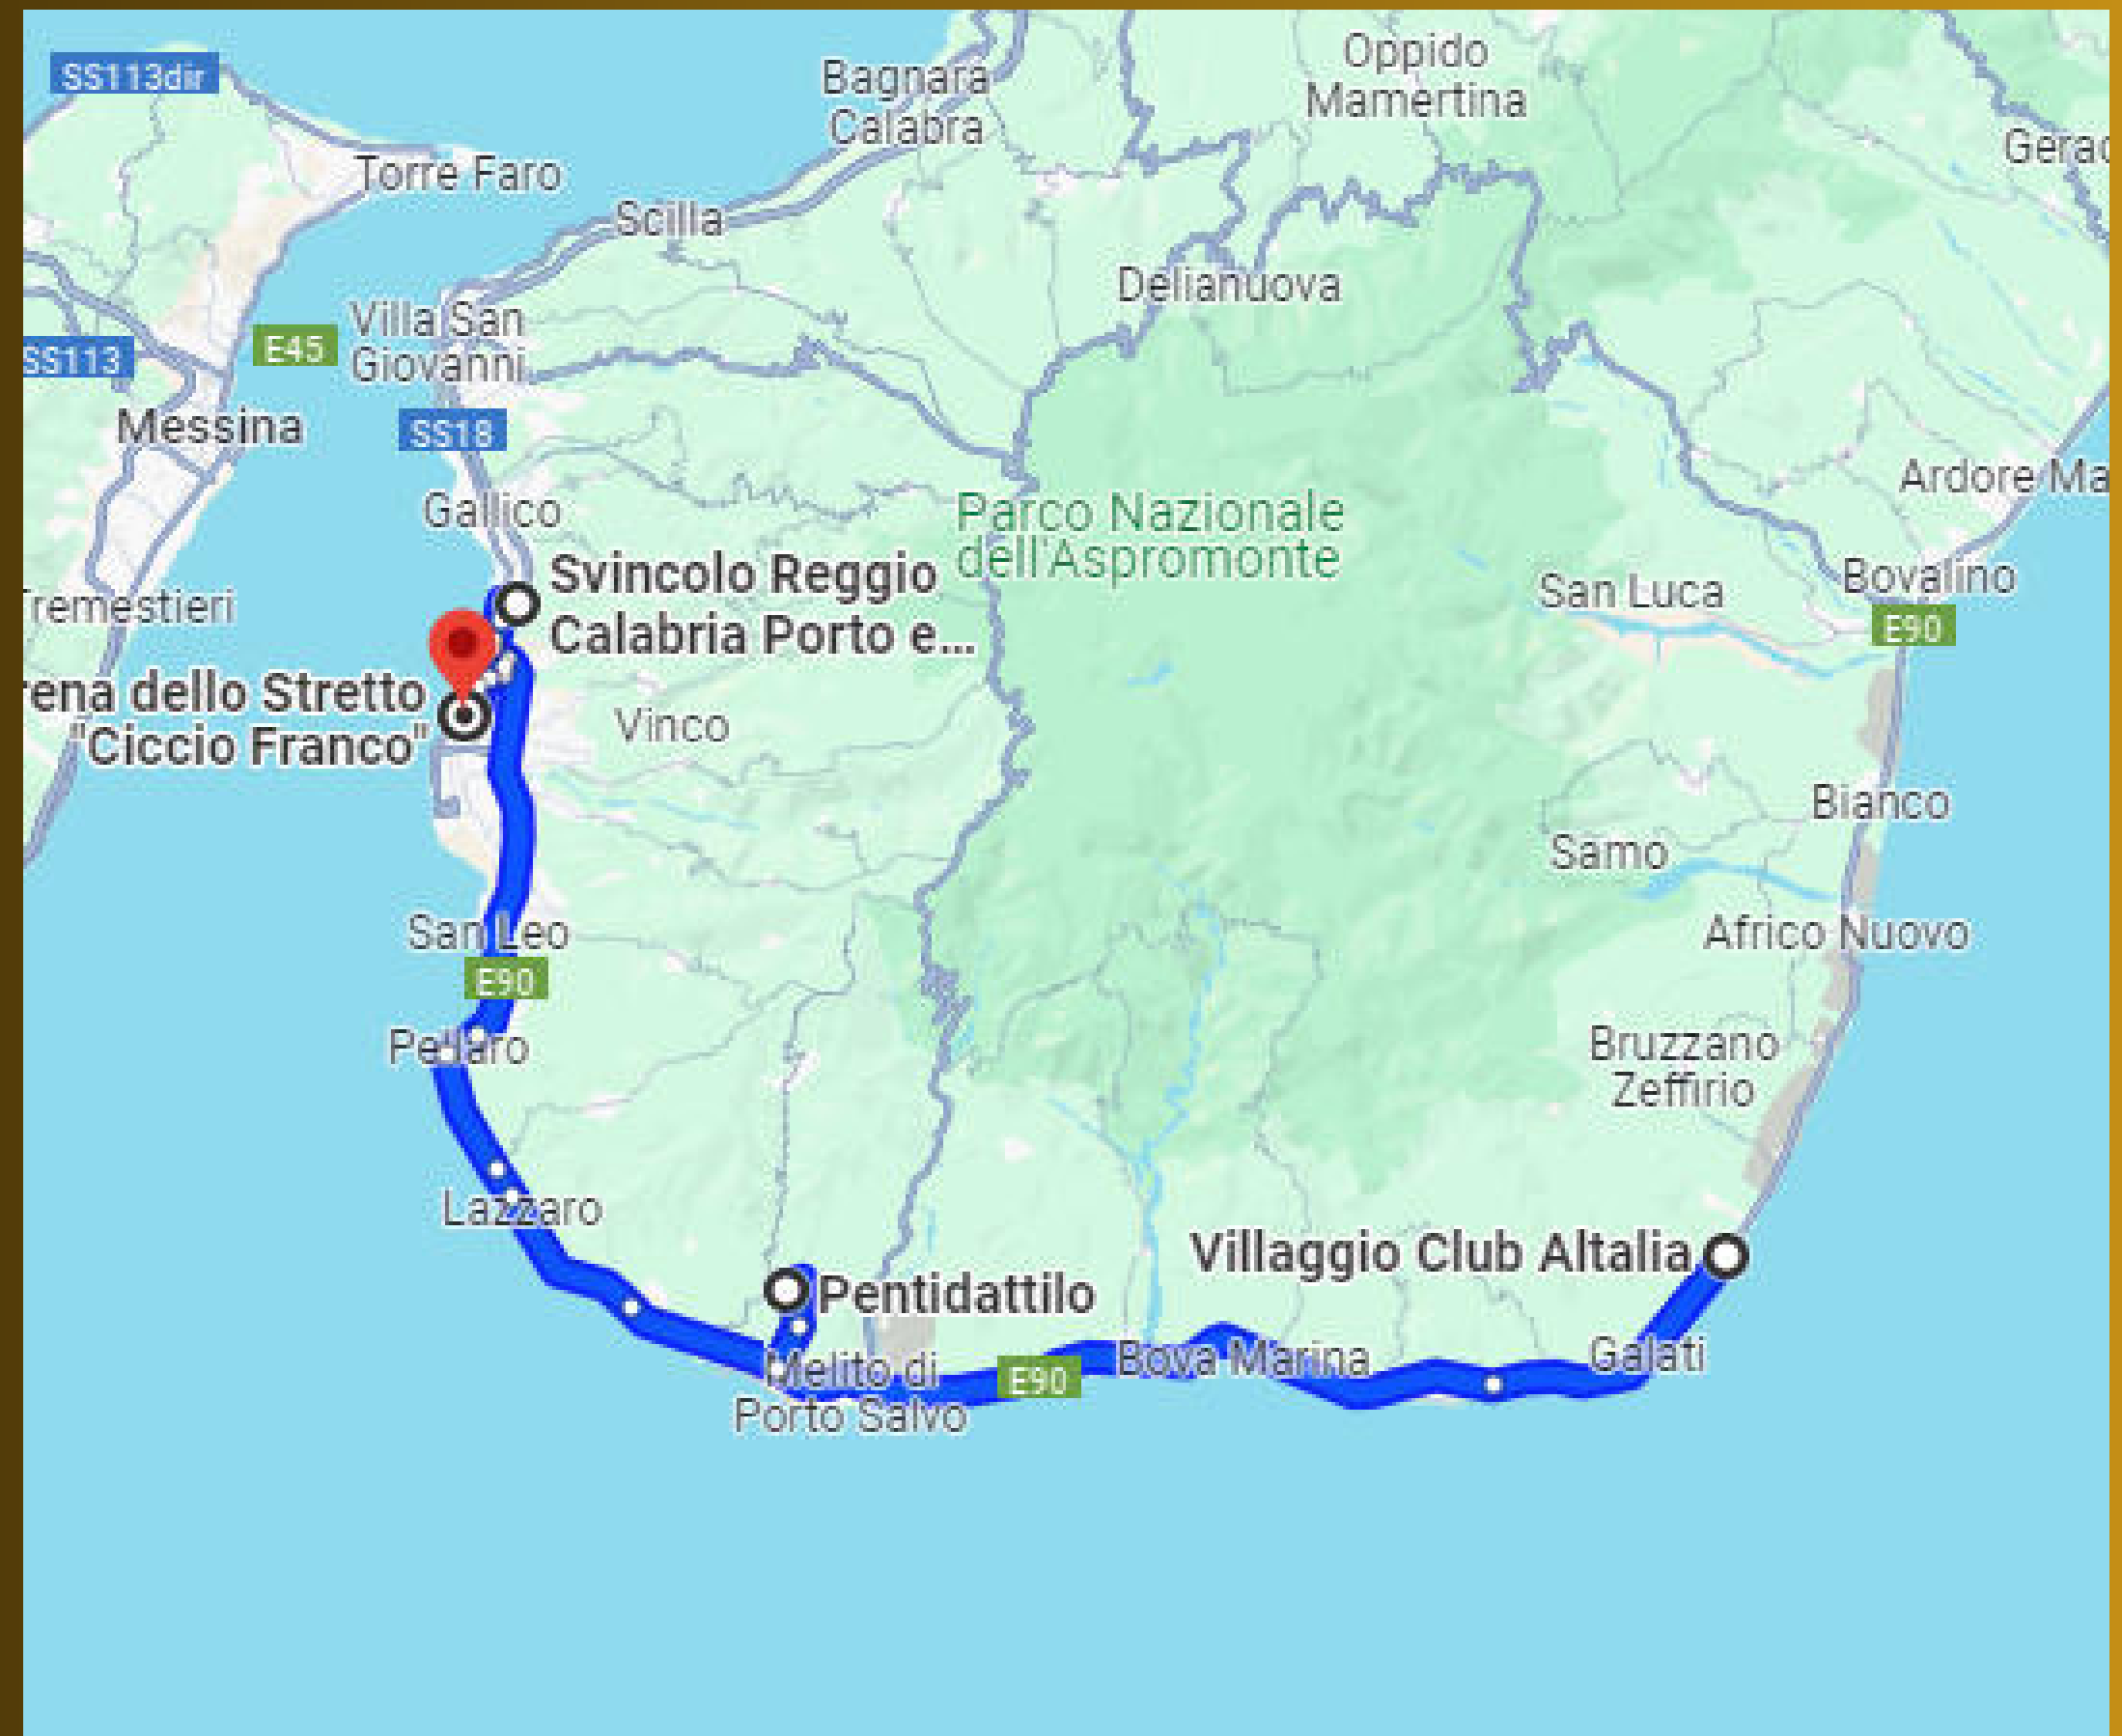 SS113dir
Bagnara
Calabra
Oppido
Mamertina
Gerac
Torre Faro
Scilla
Delianuova
Villa San
Giovanni
E45
SS113
Messina
SS18
Gallico
Parco Nazionale
dell'Aspromonte
Ardore Ma
Bovalino
E90
San Luca
Svincolo Reggio
Calabria Porto e...
Tremestieri
rena dello Stretto
"Ciccio Franco"
Vinco
Bianco
Samo
Africo Nuovo
San Leo
E90
Pellaro
Bruzzano
Zeffirio
Lazzaro
Villaggio Club Altalia
Pentidattilo
Melito di
Porto Salvo
E90
Bova Marina
Galati